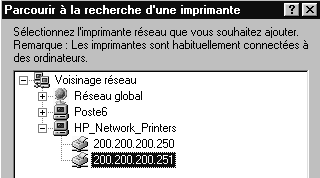 Parcourir à la recherche d'une imprimante
Sélectionnez l'imprimante réseau que vous souhaitez ajouter.
Remarque : Les imprimantes sont habituellement connectées à
des ordinateurs.
Voisinage réseau
Réseau global
Poste6
HP_Network_Printers
200.200.200.250
200.200.200.251